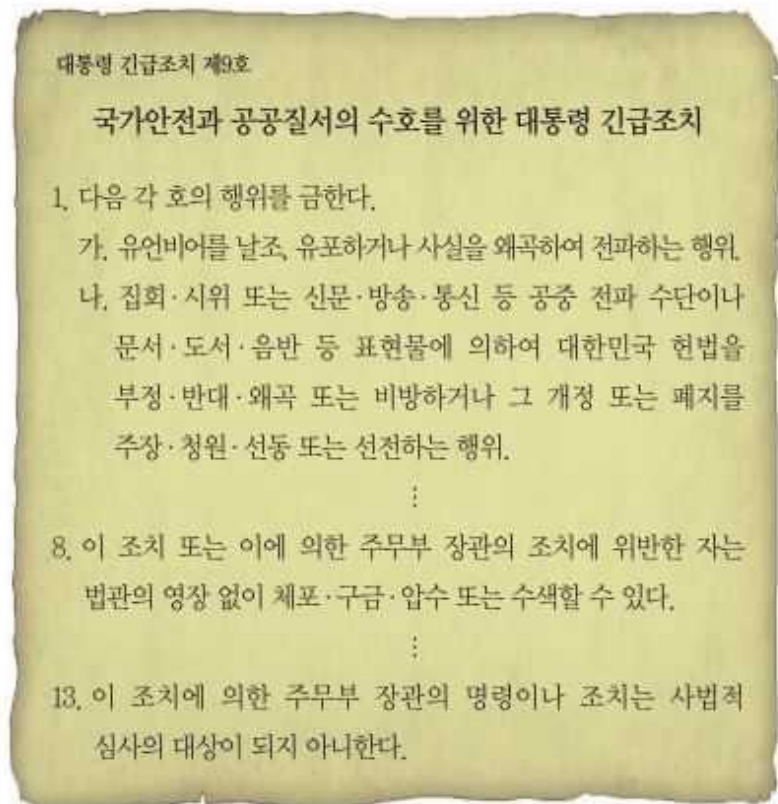 대통령 긴급조치 제9호
국가안전과 공공질서의 수호를 위한 대통령 긴급조치
1. 다음 각 호의 행위를 금한다.
가. 유언비어를 날조, 유포하거나 사실을 왜곡하여 전파하는 행위.
나. 집회·시위 또는 신문·방송·통신 등 공중 전파 수단이나
문서·도서·음반 등 표현물에 의하여 대한민국 헌법을
부정·반대·왜곡 또는 비방하거나 그 개정 또는 폐지를
주장·청원·선동 또는 선전하는 행위.
⋮
8. 이 조치 또는 이에 의한 주무부 장관의 조치에 위반한 자는
법관의 영장 없이 체포·구금·압수 또는 수색할 수 있다.
⋮
13. 이 조치에 의한 주무부 장관의 명령이나 조치는 사법적
심사의 대상이 되지 아니한다.